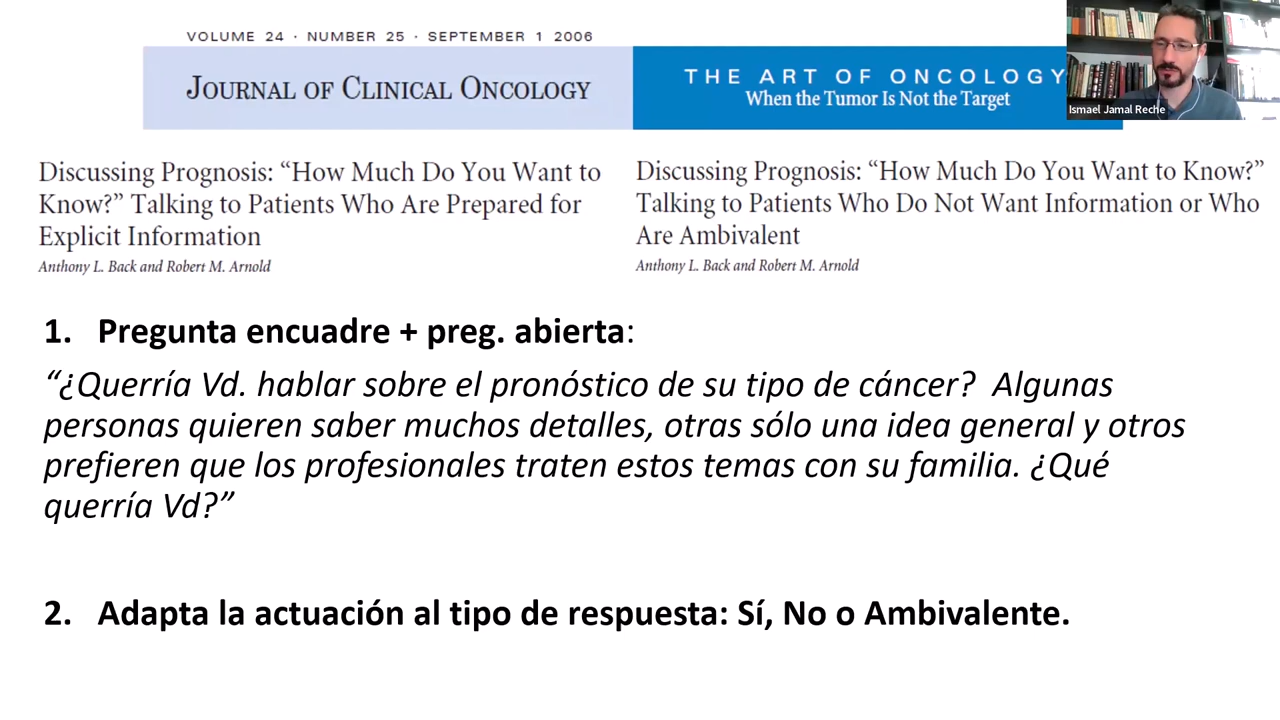 VOLUME 24 · NUMBER 25 · SEPTEMBER 1 2006
JOURNAL OF CLINICAL ONCOLOGY
THE ART OF ONCOLOGY
When the Tumor Is Not the Target
Ismael Jamal Reche
Discussing Prognosis: “How Much Do You Want to
Know?” Talking to Patients Who Are Prepared for
Explicit Information
Anthony L. Back and Robert M. Arnold
Discussing Prognosis: “How Much Do You Want to Know?”
Talking to Patients Who Do Not Want Information or Who
Are Ambivalent
Anthony L. Back and Robert M. Arnold
1. Pregunta encuadre + preg. abierta:
“¿Querría Vd. hablar sobre el pronóstico de su tipo de cáncer? Algunas
personas quieren saber muchos detalles, otras sólo una idea general y otros
prefieren que los profesionales traten estos temas con su familia. ¿Qué
querría Vd?”
2. Adapta la actuación al tipo de respuesta: Sí, No o Ambivalente.